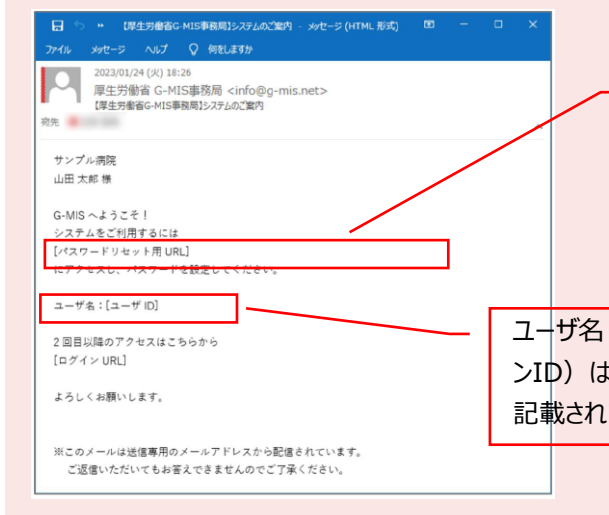 【厚生労働省G-MIS事務局】システムのご案内 - メッセージ (HTML 形式)
ファイル メッセージ ヘルプ 何をしますか
2023/01/24 (火) 18:26
厚生労働省 G-MIS事務局 <info@g-mis.net>
【厚生労働省G-MIS事務局】システムのご案内
宛先
サンプル病院
山田 太郎 様
G-MIS へようこそ！
システムをご利用するには
[パスワードリセット用 URL]
にアクセスし、パスワードを設定してください。
ユーザ名：[ユーザ ID]
2 回目以降のアクセスはこちらから
[ログイン URL]
よろしくお願いします。
※このメールは送信専用のメールアドレスから配信されています。
ご返信いただいてもお答えできませんのでご了承ください。
ユーザ名
ンID）は
記載され